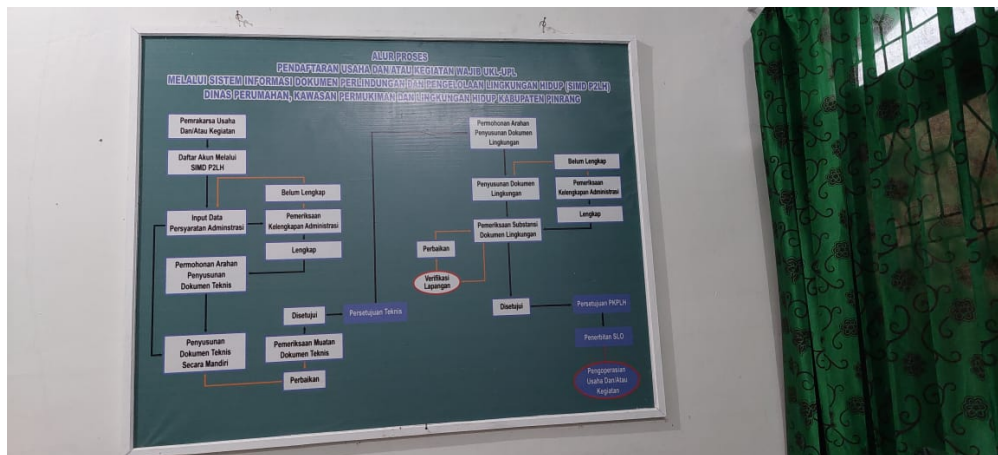 ALUR PROSES
PENDAFTARAN USAHA DAN ATAU KEGIATAN WAJIB UKL-UPL
MELALUI SISTEM INFORMASI DOKUMEN PERLINDUNGAN DAN PENGELOLAAN LINGKUNGAN HIDUP (SIMD P2LH)
DINAS PERUMAHAN, KAWASAN PERMUKIMAN DAN LINGKUNGAN HIDUP KABUPATEN PINRANG
Pemrakarsa Usaha
Dan/Atau Kegiatan
Daftar Akun Melalui
SIMD P2LH
Belum Lengkap
Input Data
Persyaratan Adminstrasi
Pemeriksaan
Kelengkapan Administrasi
Lengkap
Permohonan Arahan
Penyusunan
Dokumen Teknis
Penyusunan
Dokumen Teknis
Secara Mandiri
Disetujui
Pemeriksaan Muatan
Dokumen Teknis
Perbaikan
Persetujuan Teknis
Permohonan Arahan
Penyusunan Dokumen
Lingkungan
Belum Lengkap
Penyusunan Dokumen
Lingkungan
Pemeriksaan
Kelengkapan Administrasi
Lengkap
Pemeriksaan Substansi
Dokumen Lingkungan
Perbaikan
Verifikasi
Lapangan
Disetujui
Persatujuan PKPLH
Penerbitan SLO
Pengoperasian
Usaha Dan/Atau
Kegiatan